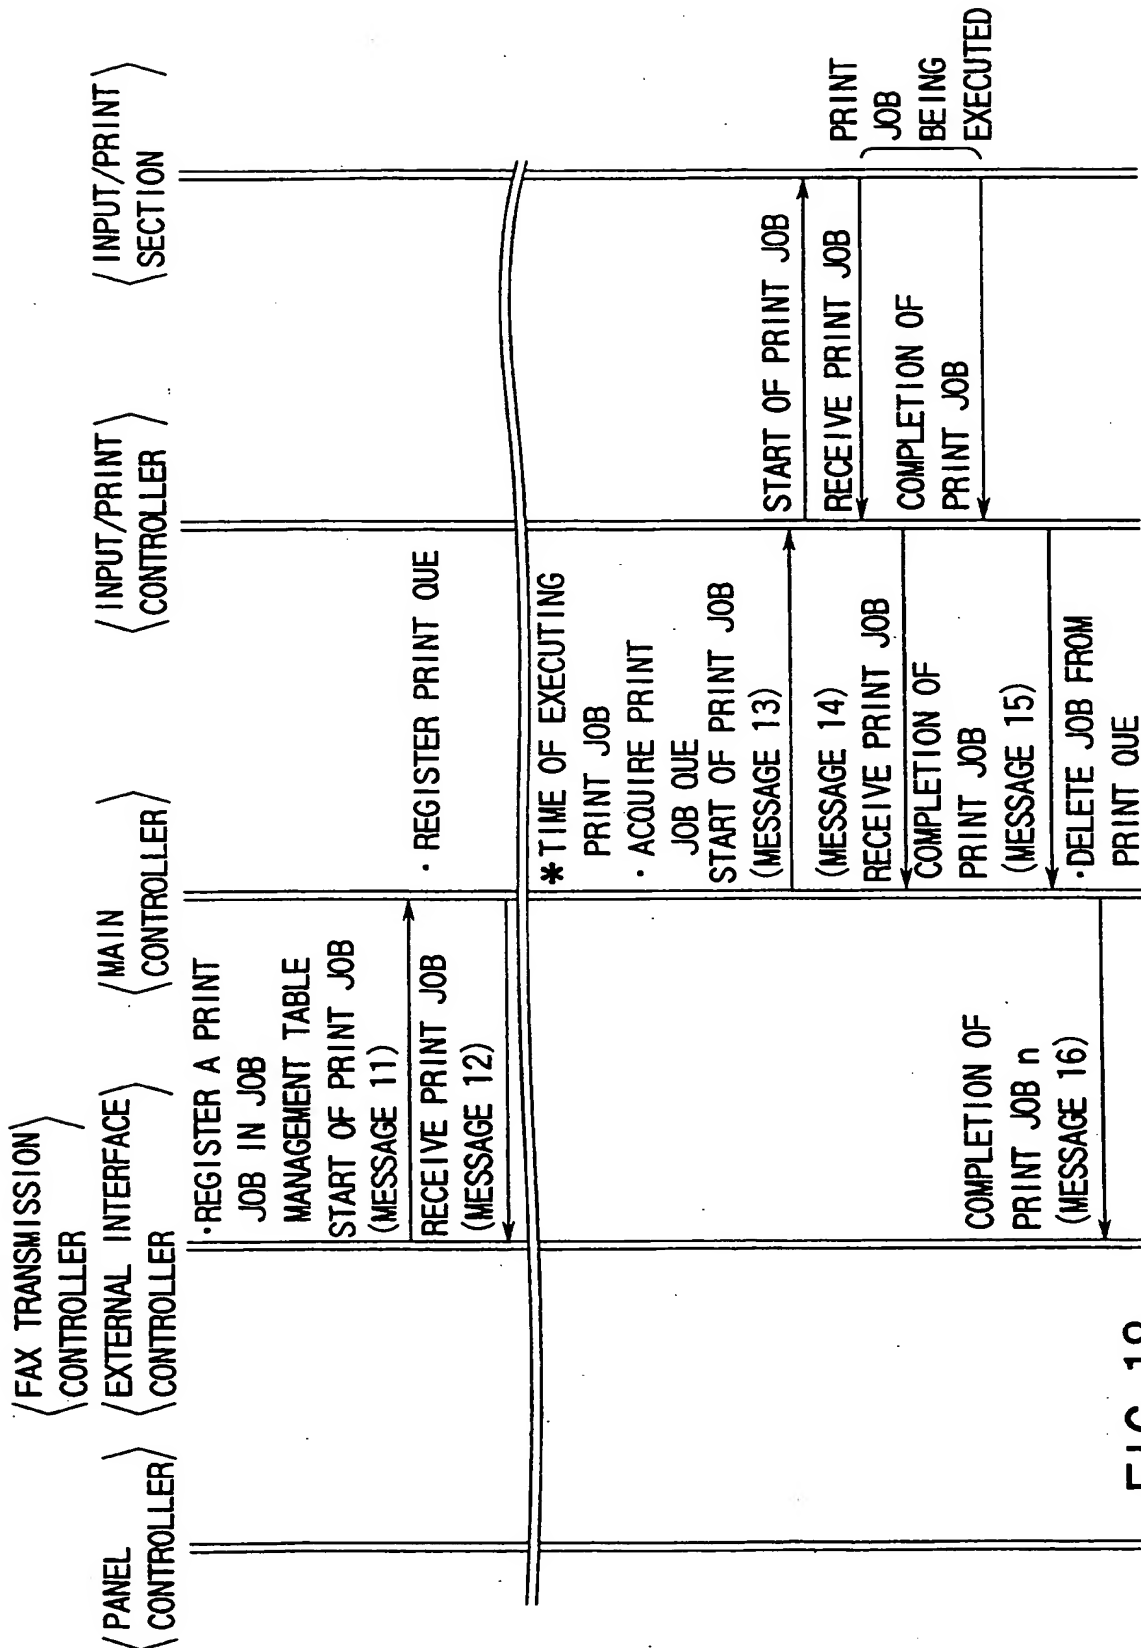 PANEL
CONTROLLER
FAX TRANSMISSION
CONTROLLER
EXTERNAL INTERFACE
CONTROLLER
MAIN
CONTROLLER
INPUT/PRINT
CONTROLLER
INPUT/PRINT
SECTION
·REGISTER A PRINT
JOB IN JOB
MANAGEMENT TABLE
START OF PRINT JOB
(MESSAGE 11)
RECEIVE PRINT JOB
(MESSAGE 12)
·REGISTER PRINT QUE
*TIME OF EXECUTING
PRINT JOB
·ACQUIRE PRINT
JOB QUE
START OF PRINT JOB
(MESSAGE 13)
(MESSAGE 14)
RECEIVE PRINT JOB
COMPLETION OF
PRINT JOB
(MESSAGE 15)
·DELETE JOB FROM
PRINT QUE
START OF PRINT JOB
RECEIVE PRINT JOB
COMPLETION OF
PRINT JOB
PRINT
JOB
BEING
EXECUTED
COMPLETION OF
PRINT JOB n
(MESSAGE 16)